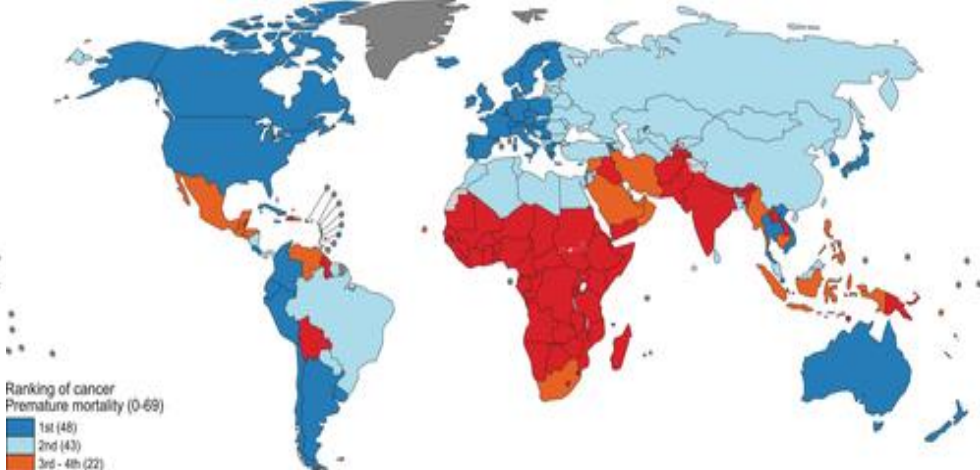 Ranking of cancer
Premature mortality (0-69)
1st (48)
2nd (43)
3rd - 4th (22)